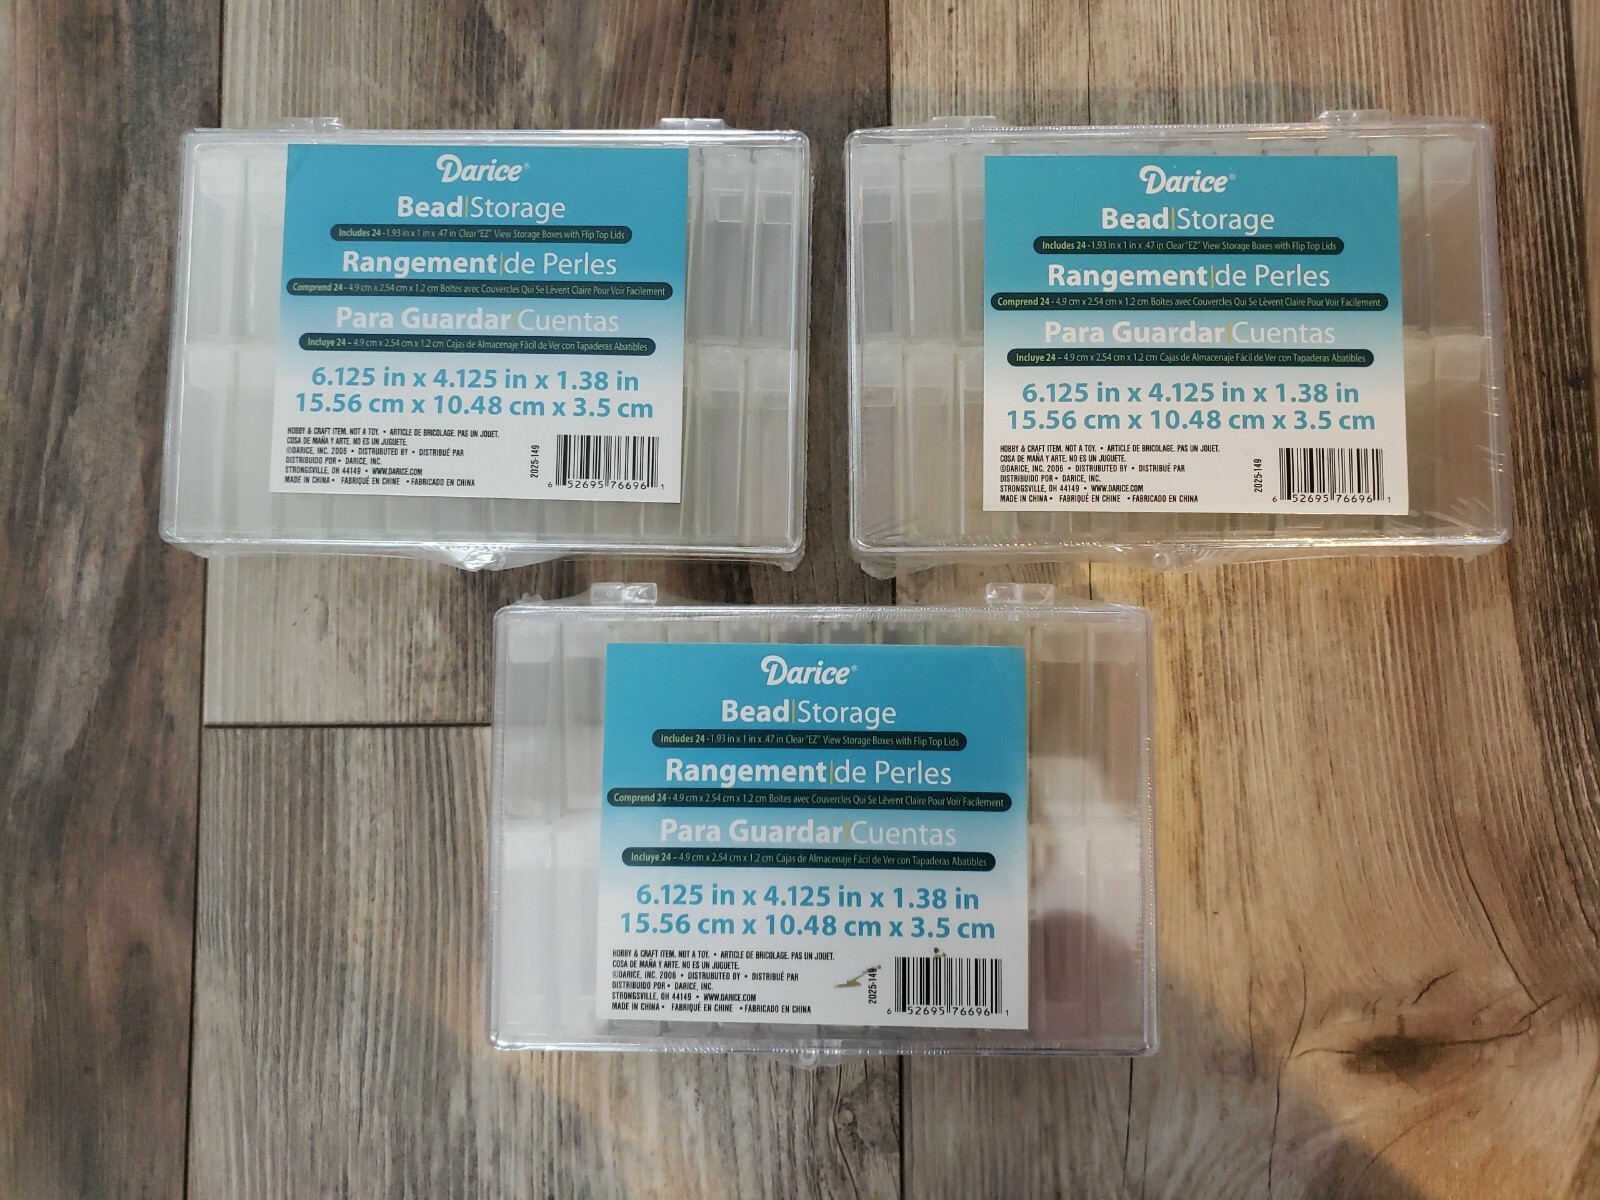 Darice®
Bead|Storage
Includes 24 - 1.93 in x 1 in x .47 in Clear "EZ" View Storage Boxes with Flip Top Lids
Rangement|de Perles
Comprend 24 - 4.9 cm x 2.54 cm x 1.2 cm Boîtes avec Couvercles Qui Se Lèvent Claire Pour Voir Facilement
Para Guardar|Cuentas
Incluye 24 – 4.9 cm x 2.54 cm x 1.2 cm Cajas de Almacenaje Fácil de Ver con Tapaderas Abatibles
6.125 in x 4.125 in x 1.38 in
15.56 cm x 10.48 cm x 3.5 cm
HOBBY & CRAFT ITEM. NOT A TOY. • ARTICLE DE BRICOLAGE. PAS UN JOUET.
COSA DE MAÑA Y ARTE. NO ES UN JUGUETE.
©DARICE, INC. 2006 • DISTRUBUTED BY • DISTRIBUÉ PAR
DISTRIBUIDO POR • DARICE, INC.
STRONGSVILLE, OH 44149 • WWW.DARICE.COM
MADE IN CHINA • FABRIQUÉ EN CHINE • FABRICADO EN CHINA
2025-149
6 52695 76696 1
Darice®
Bead|Storage
Includes 24 - 1.93 in x 1 in x .47 in Clear "EZ" View Storage Boxes with Flip Top Lids
Rangement|de Perles
Comprend 24 - 4.9 cm x 2.54 cm x 1.2 cm Boîtes avec Couvercles Qui Se Lèvent Claire Pour Voir Facilement
Para Guardar|Cuentas
Incluye 24 – 4.9 cm x 2.54 cm x 1.2 cm Cajas de Almacenaje Fácil de Ver con Tapaderas Abatibles
6.125 in x 4.125 in x 1.38 in
15.56 cm x 10.48 cm x 3.5 cm
HOBBY & CRAFT ITEM. NOT A TOY. • ARTICLE DE BRICOLAGE. PAS UN JOUET.
COSA DE MAÑA Y ARTE. NO ES UN JUGUETE.
©DARICE, INC. 2006 • DISTRUBUTED BY • DISTRIBUÉ PAR
DISTRIBUIDO POR • DARICE, INC.
STRONGSVILLE, OH 44149 • WWW.DARICE.COM
MADE IN CHINA • FABRIQUÉ EN CHINE • FABRICADO EN CHINA
2025-149
6 52695 76696 1
Darice®
Bead|Storage
Includes 24 - 1.93 in x 1 in x .47 in Clear "EZ" View Storage Boxes with Flip Top Lids
Rangement|de Perles
Comprend 24 - 4.9 cm x 2.54 cm x 1.2 cm Boîtes avec Couvercles Qui Se Lèvent Claire Pour Voir Facilement
Para Guardar|Cuentas
Incluye 24 – 4.9 cm x 2.54 cm x 1.2 cm Cajas de Almacenaje Fácil de Ver con Tapaderas Abatibles
6.125 in x 4.125 in x 1.38 in
15.56 cm x 10.48 cm x 3.5 cm
HOBBY & CRAFT ITEM. NOT A TOY. • ARTICLE DE BRICOLAGE. PAS UN JOUET.
COSA DE MAÑA Y ARTE. NO ES UN JUGUETE.
©DARICE, INC. 2006 • DISTRUBUTED BY • DISTRIBUÉ PAR
DISTRIBUIDO POR • DARICE, INC.
STRONGSVILLE, OH 44149 • WWW.DARICE.COM
MADE IN CHINA • FABRIQUÉ EN CHINE • FABRICADO EN CHINA
2025-149
6 52695 76696 1